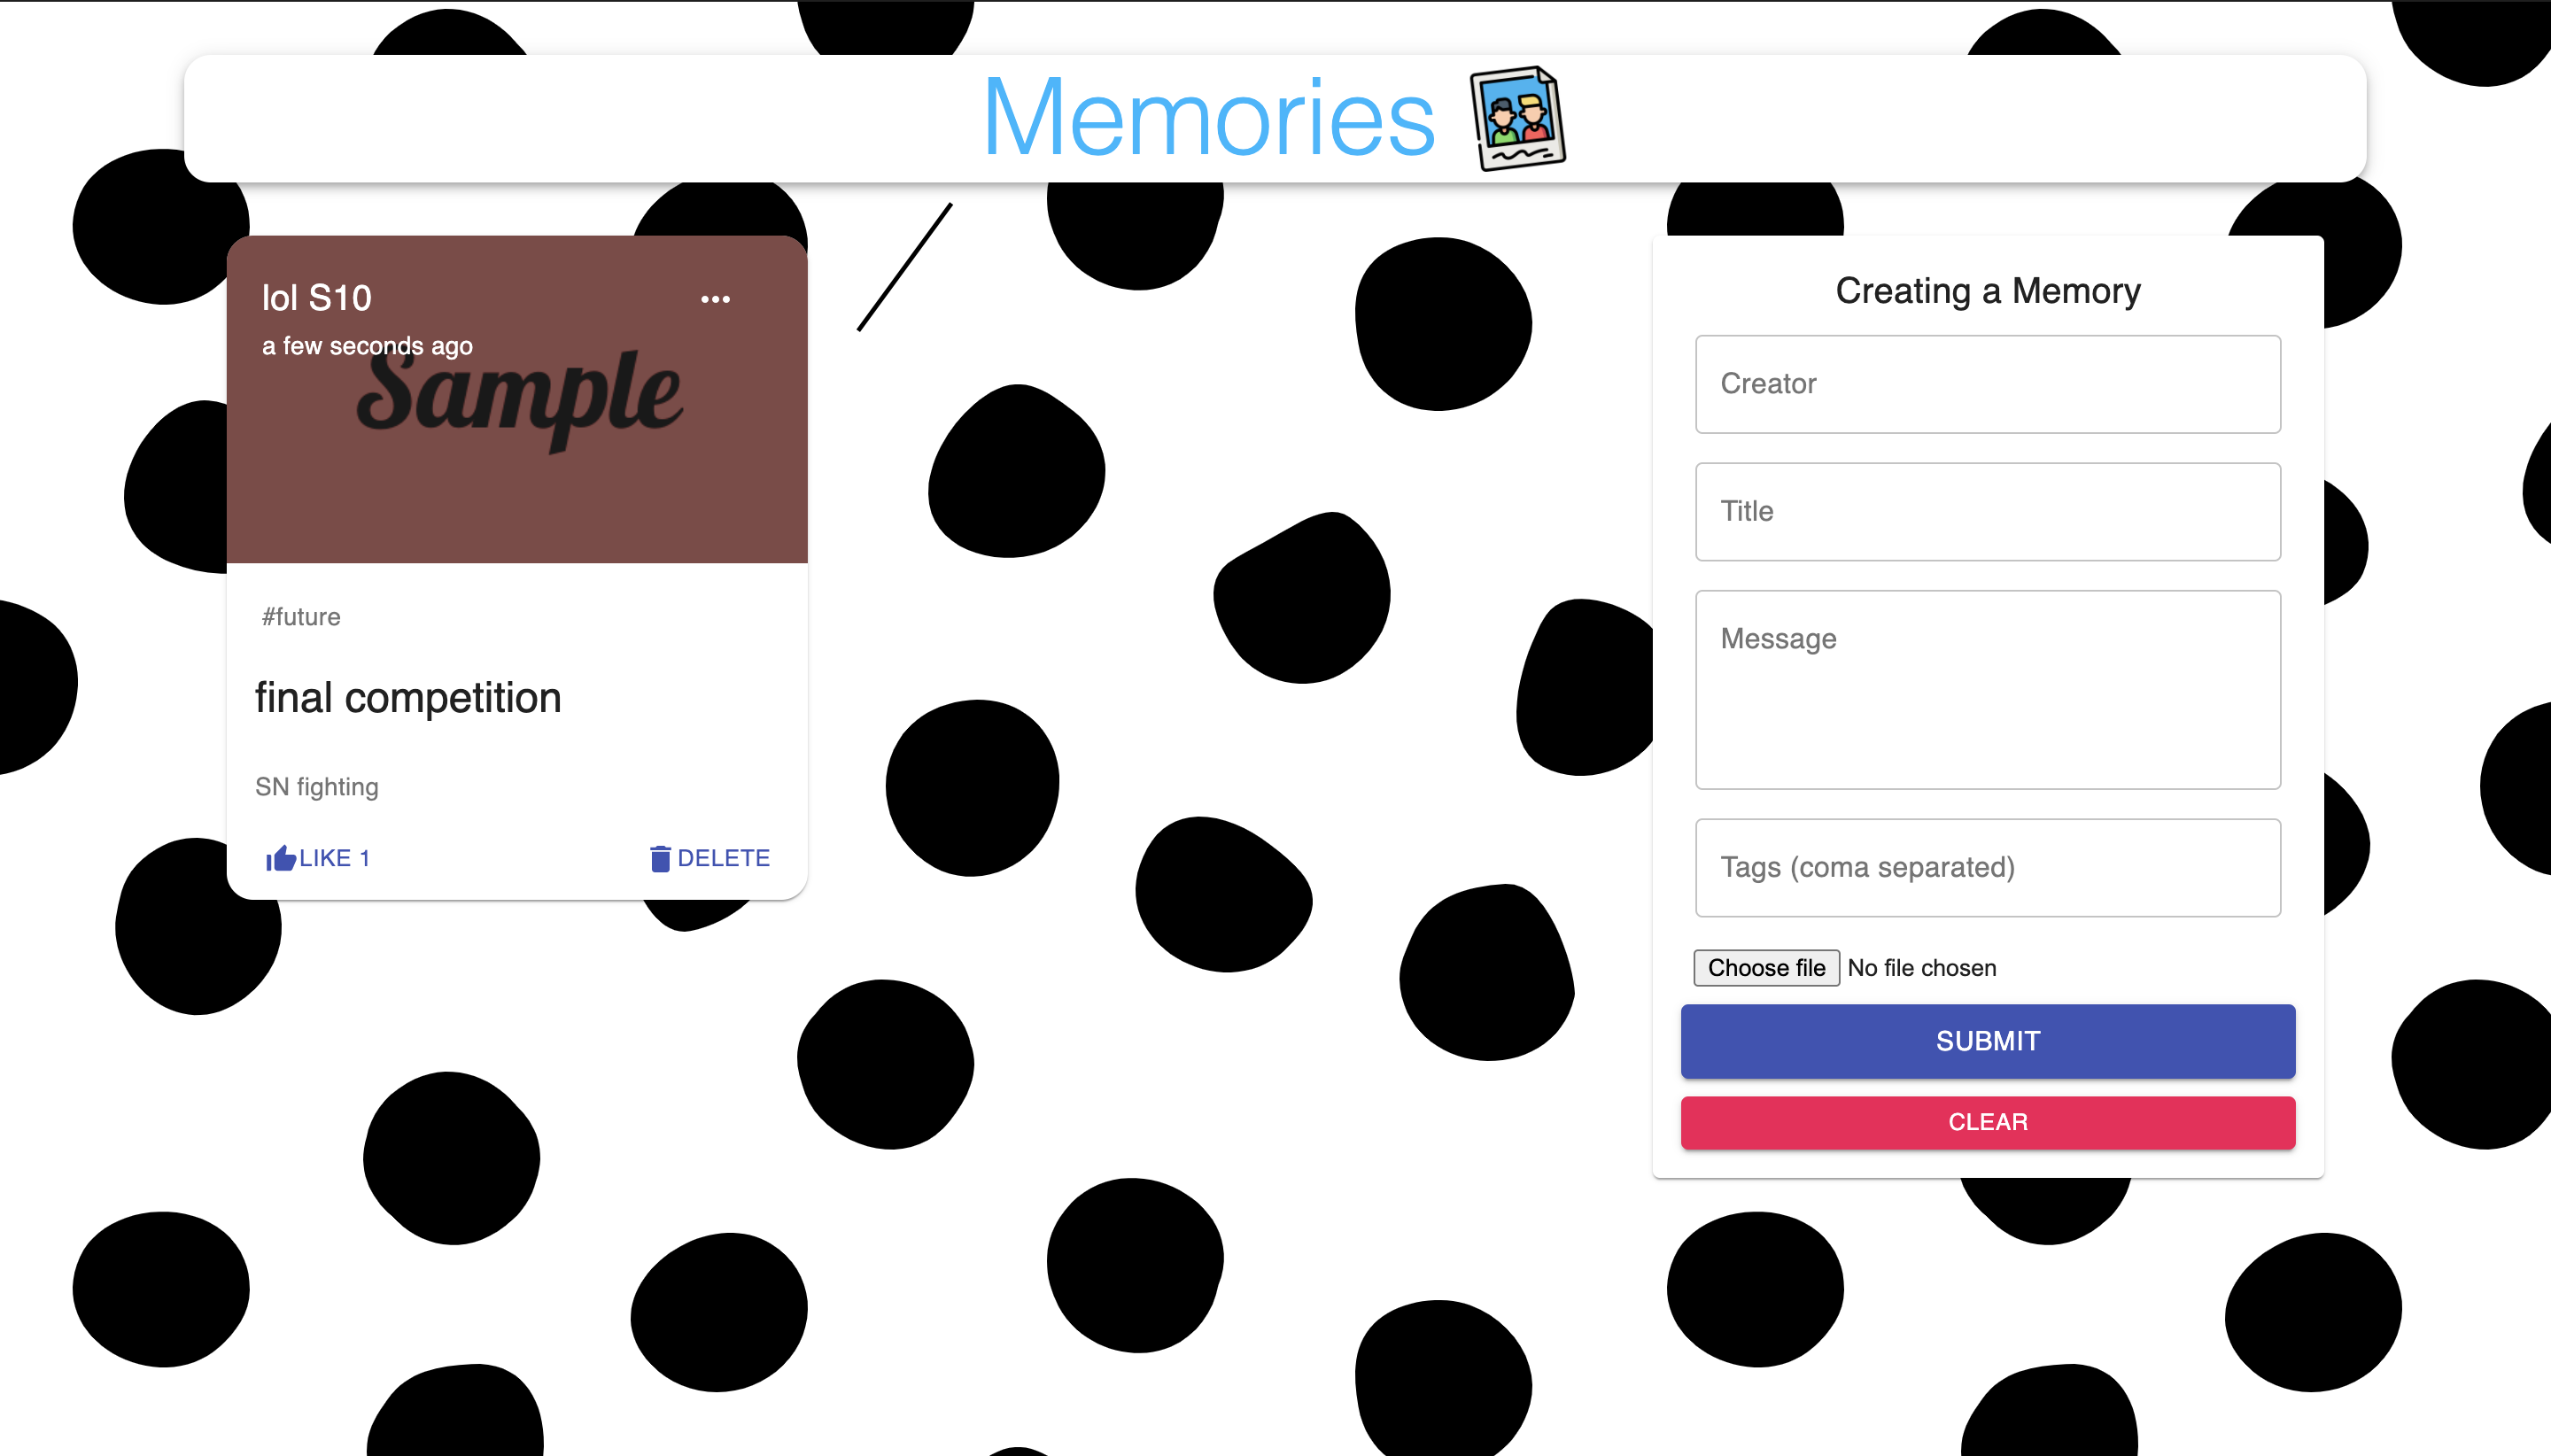 Memories
lol S10
a few seconds ago
Sample
#future
final competition
SN fighting
LIKE 1
DELETE
Creating a Memory
Creator
Title
Message
Tags (coma separated)
Choose file No file chosen
SUBMIT
CLEAR